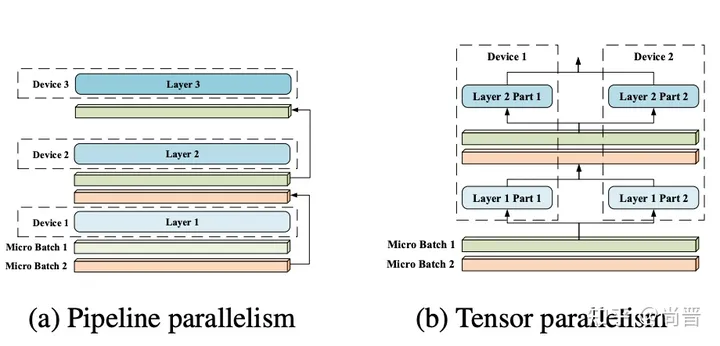 Device 3
Layer 3
Device 2
Layer 2
Device 1
Layer 1
Micro Batch 1
Micro Batch 2
(a) Pipeline parallelism
Device 1
Device 2
Layer 2 Part 1
Layer 2 Part 2
Layer 1 Part 1
Layer 1 Part 2
Micro Batch 1
Micro Batch 2
(b) Tensor parallelism
知乎 @尚晋